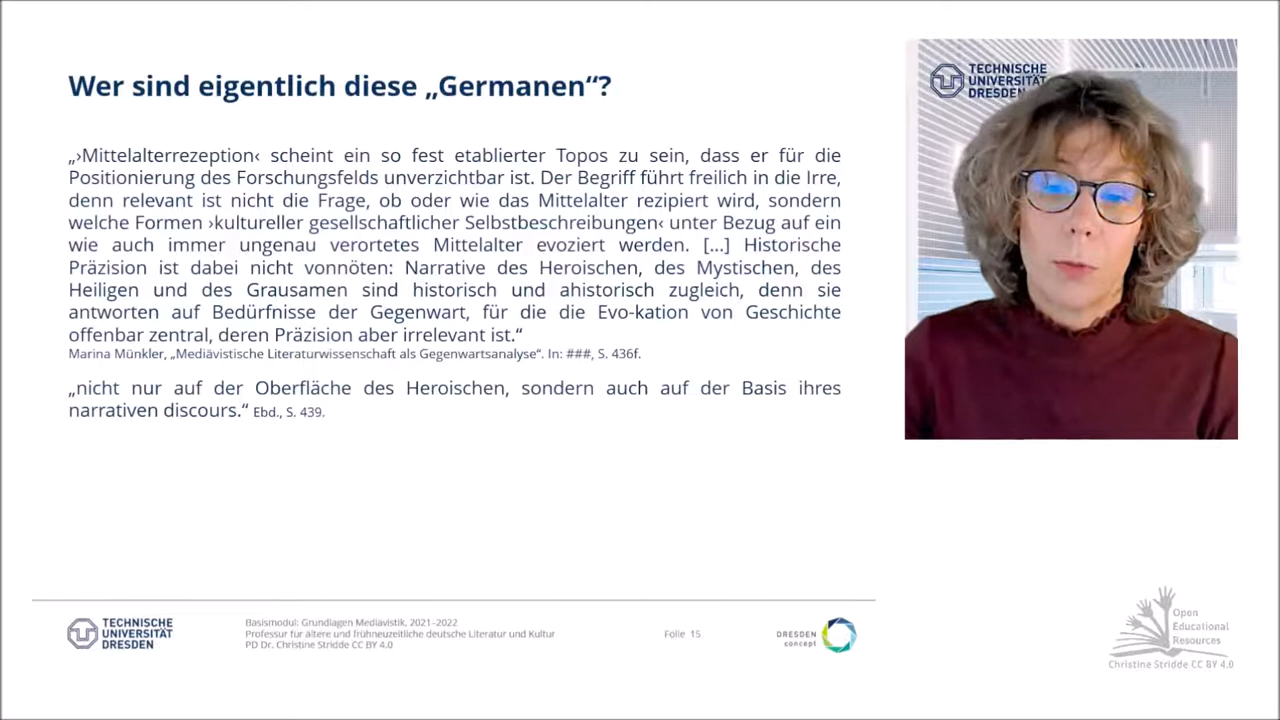 Wer sind eigentlich diese „Germanen“?
„›Mittelalterrezeption‹ scheint ein so fest etablierter Topos zu sein, dass er für die
Positionierung des Forschungsfelds unverzichtbar ist. Der Begriff führt freilich in die Irre,
denn relevant ist nicht die Frage, ob oder wie das Mittelalter rezipiert wird, sondern
welche Formen ›kultureller gesellschaftlicher Selbstbeschreibungen‹ unter Bezug auf ein
wie auch immer ungenau verortetes Mittelalter evoziert werden. [...] Historische
Präzision ist dabei nicht vonnöten: Narrative des Heroischen, des Mystischen, des
Heiligen und des Grausamen sind historisch und ahistorisch zugleich, denn sie
antworten auf Bedürfnisse der Gegenwart, für die die Evo-kation von Geschichte
offenbar zentral, deren Präzision aber irrelevant ist.“
Marina Münkler, „Mediävistische Literaturwissenschaft als Gegenwartsanalyse“. In: ###, S. 436f.
„nicht nur auf der Oberfläche des Heroischen, sondern auch auf der Basis ihres
narrativen discours.“ Ebd., S. 439.
TECHNISCHE
UNIVERSITÄT
DRESDEN
TECHNISCHE
UNIVERSITÄT
DRESDEN
Basismodul: Grundlagen Mediävistik, 2021-2022
Professur für ältere und frühneuzeitliche deutsche Literatur und Kultur
PD Dr. Christine Stridde CC BY 4.0
Folie 15
DRESDEN
concept
Open
Educational
Resources
Christine Stridde CC BY 4.0